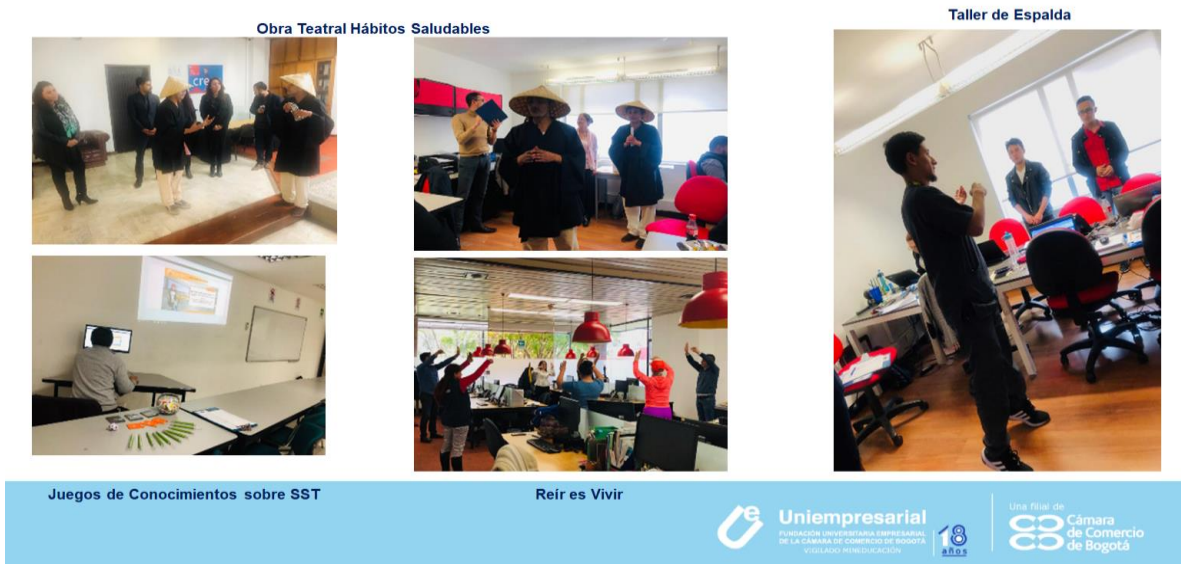 Obra Teatral Hábitos Saludables
Taller de Espalda
cre
Juegos de Conocimientos sobre SST
Reír es Vivir
Uniempresarial
FUNDACIÓN UNIVERSITARIA EMPRESARIAL
DE LA CÁMARA DE COMERCIO DE BOGOTÁ
VIGILADO MINEDUCACIÓN
18
años
Una filial de
Cámara
de Comercio
de Bogotá